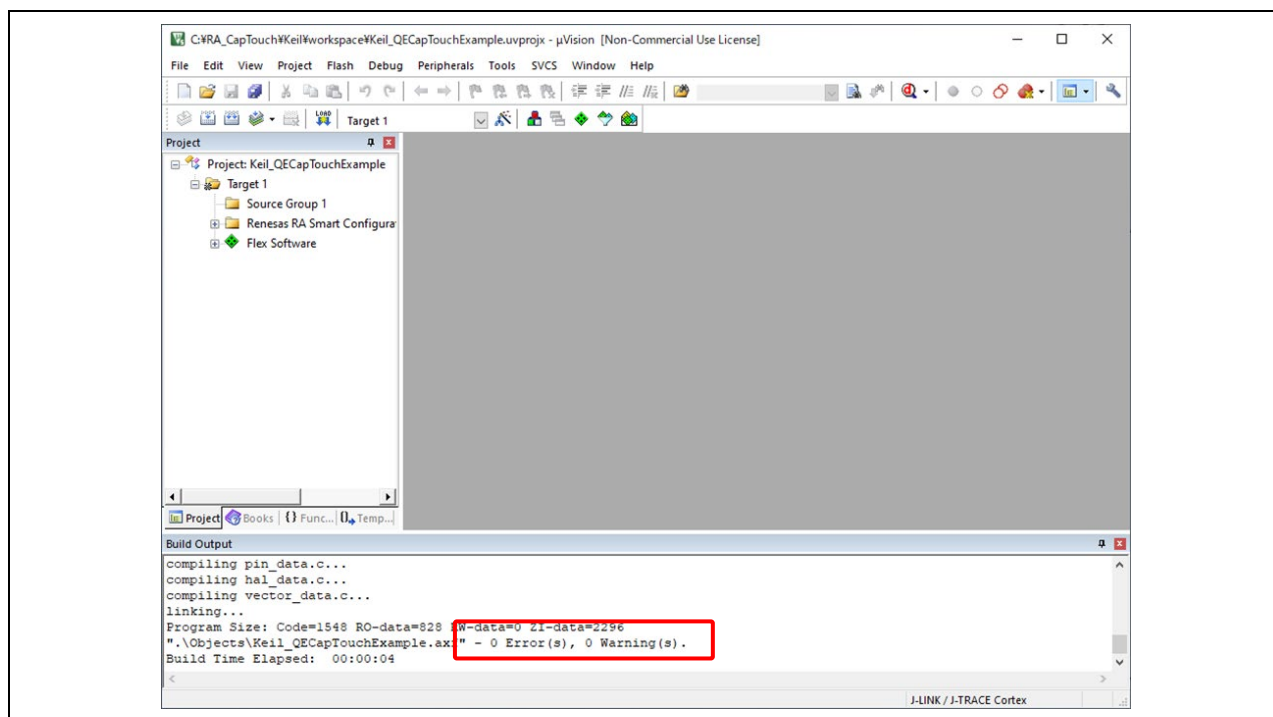 C:¥RA_CapTouch¥Keil¥workspace¥Keil_QECapTouchExample.uvprojx - µVision [Non-Commercial Use License]
File Edit View Project Flash Debug Peripherals Tools SVCS Window Help
LOAD Target 1
Project
Project: Keil_QECapTouchExample
Target 1
Source Group 1
Renesas RA Smart Configura
Flex Software
Project Books {} Func... 0 Temp...
Build Output
compiling pin_data.c...
compiling hal_data.c...
compiling vector_data.c...
linking...
Program Size: Code=1548 RO-data=828 RW-data=0 ZI-data=2296
".\Objects\Keil_QECapTouchExample.axf" - 0 Error(s), 0 Warning(s).
Build Time Elapsed: 00:00:04
J-LINK / J-TRACE Cortex